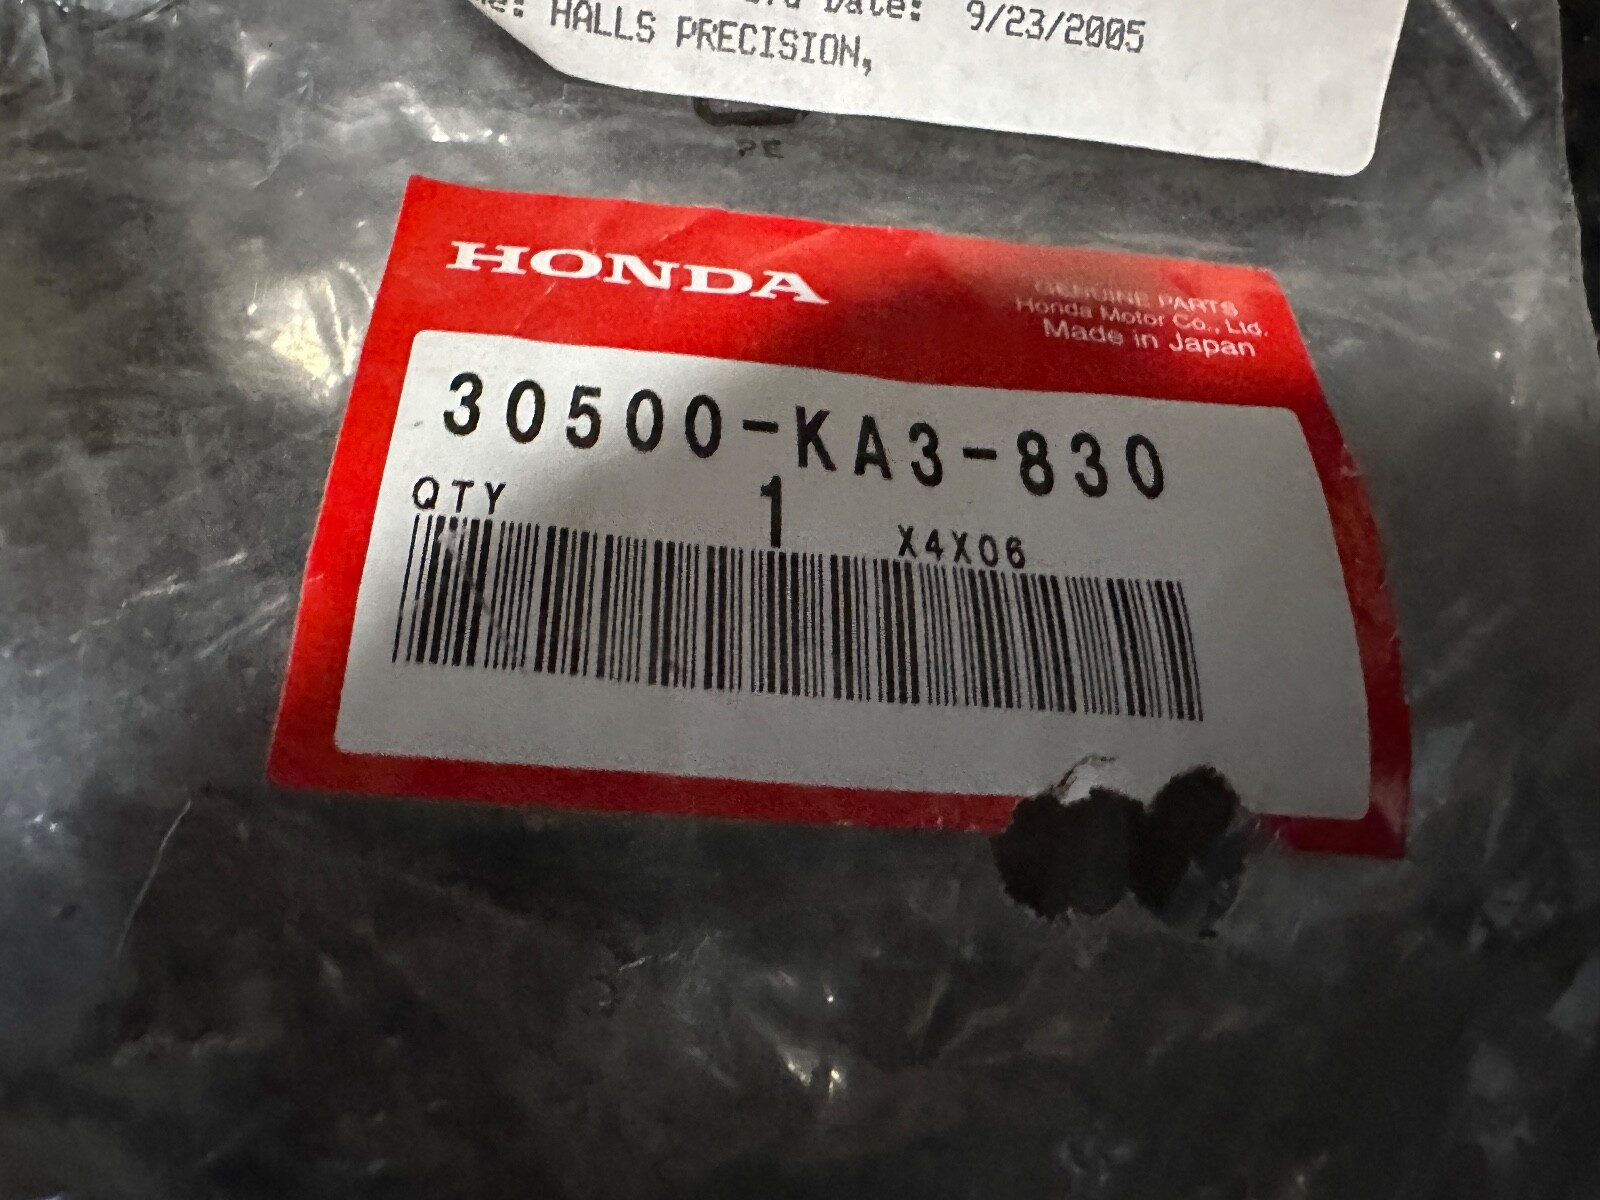 Date: 9/23/2005
HALLS PRECISION,
PE
HONDA
GENUINE PARTS
Honda Motor Co., Ltd.
Made in Japan
30500-KA3-830
QTY 1 X4X06